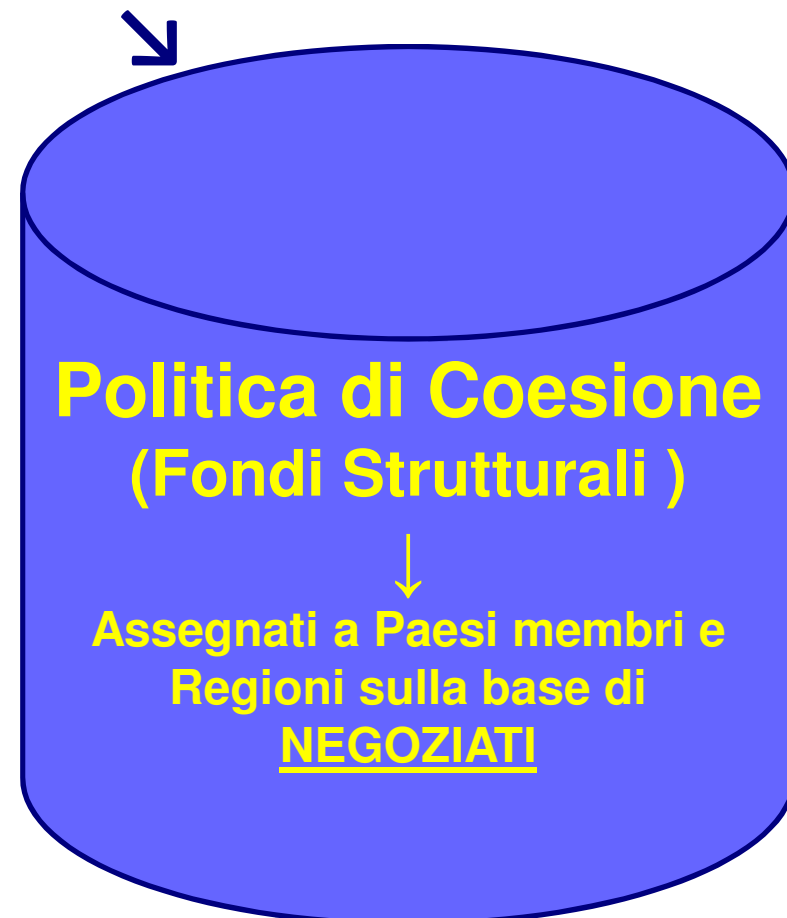 Politica di Coesione
(Fondi Strutturali )
↓
Assegnati a Paesi membri e
Regioni sulla base di
NEGOZIATI